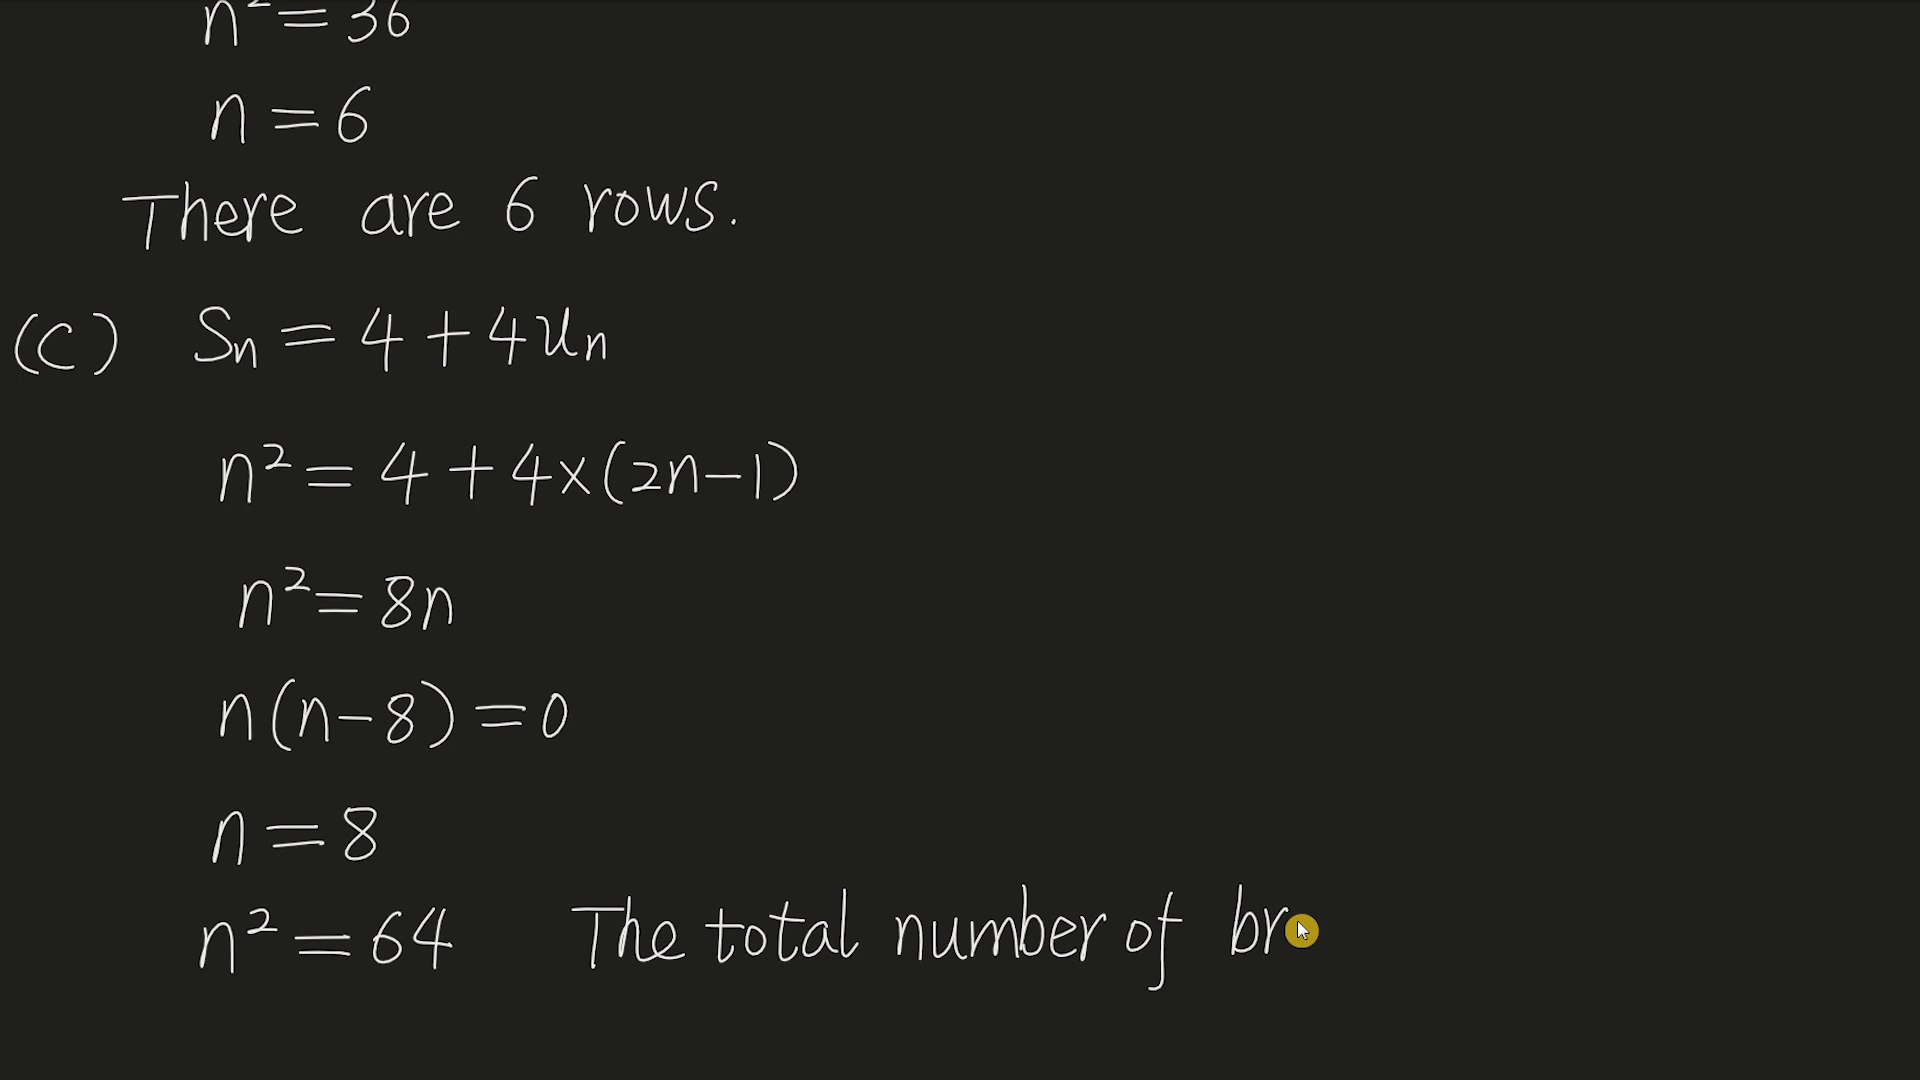 n² = 36
n = 6
There are 6 rows.
(C) Sn = 4 + 4un
n² = 4 + 4×(2n-1)
n² = 8n
n(n-8) = 0
n = 8
n² = 64 The total number of br